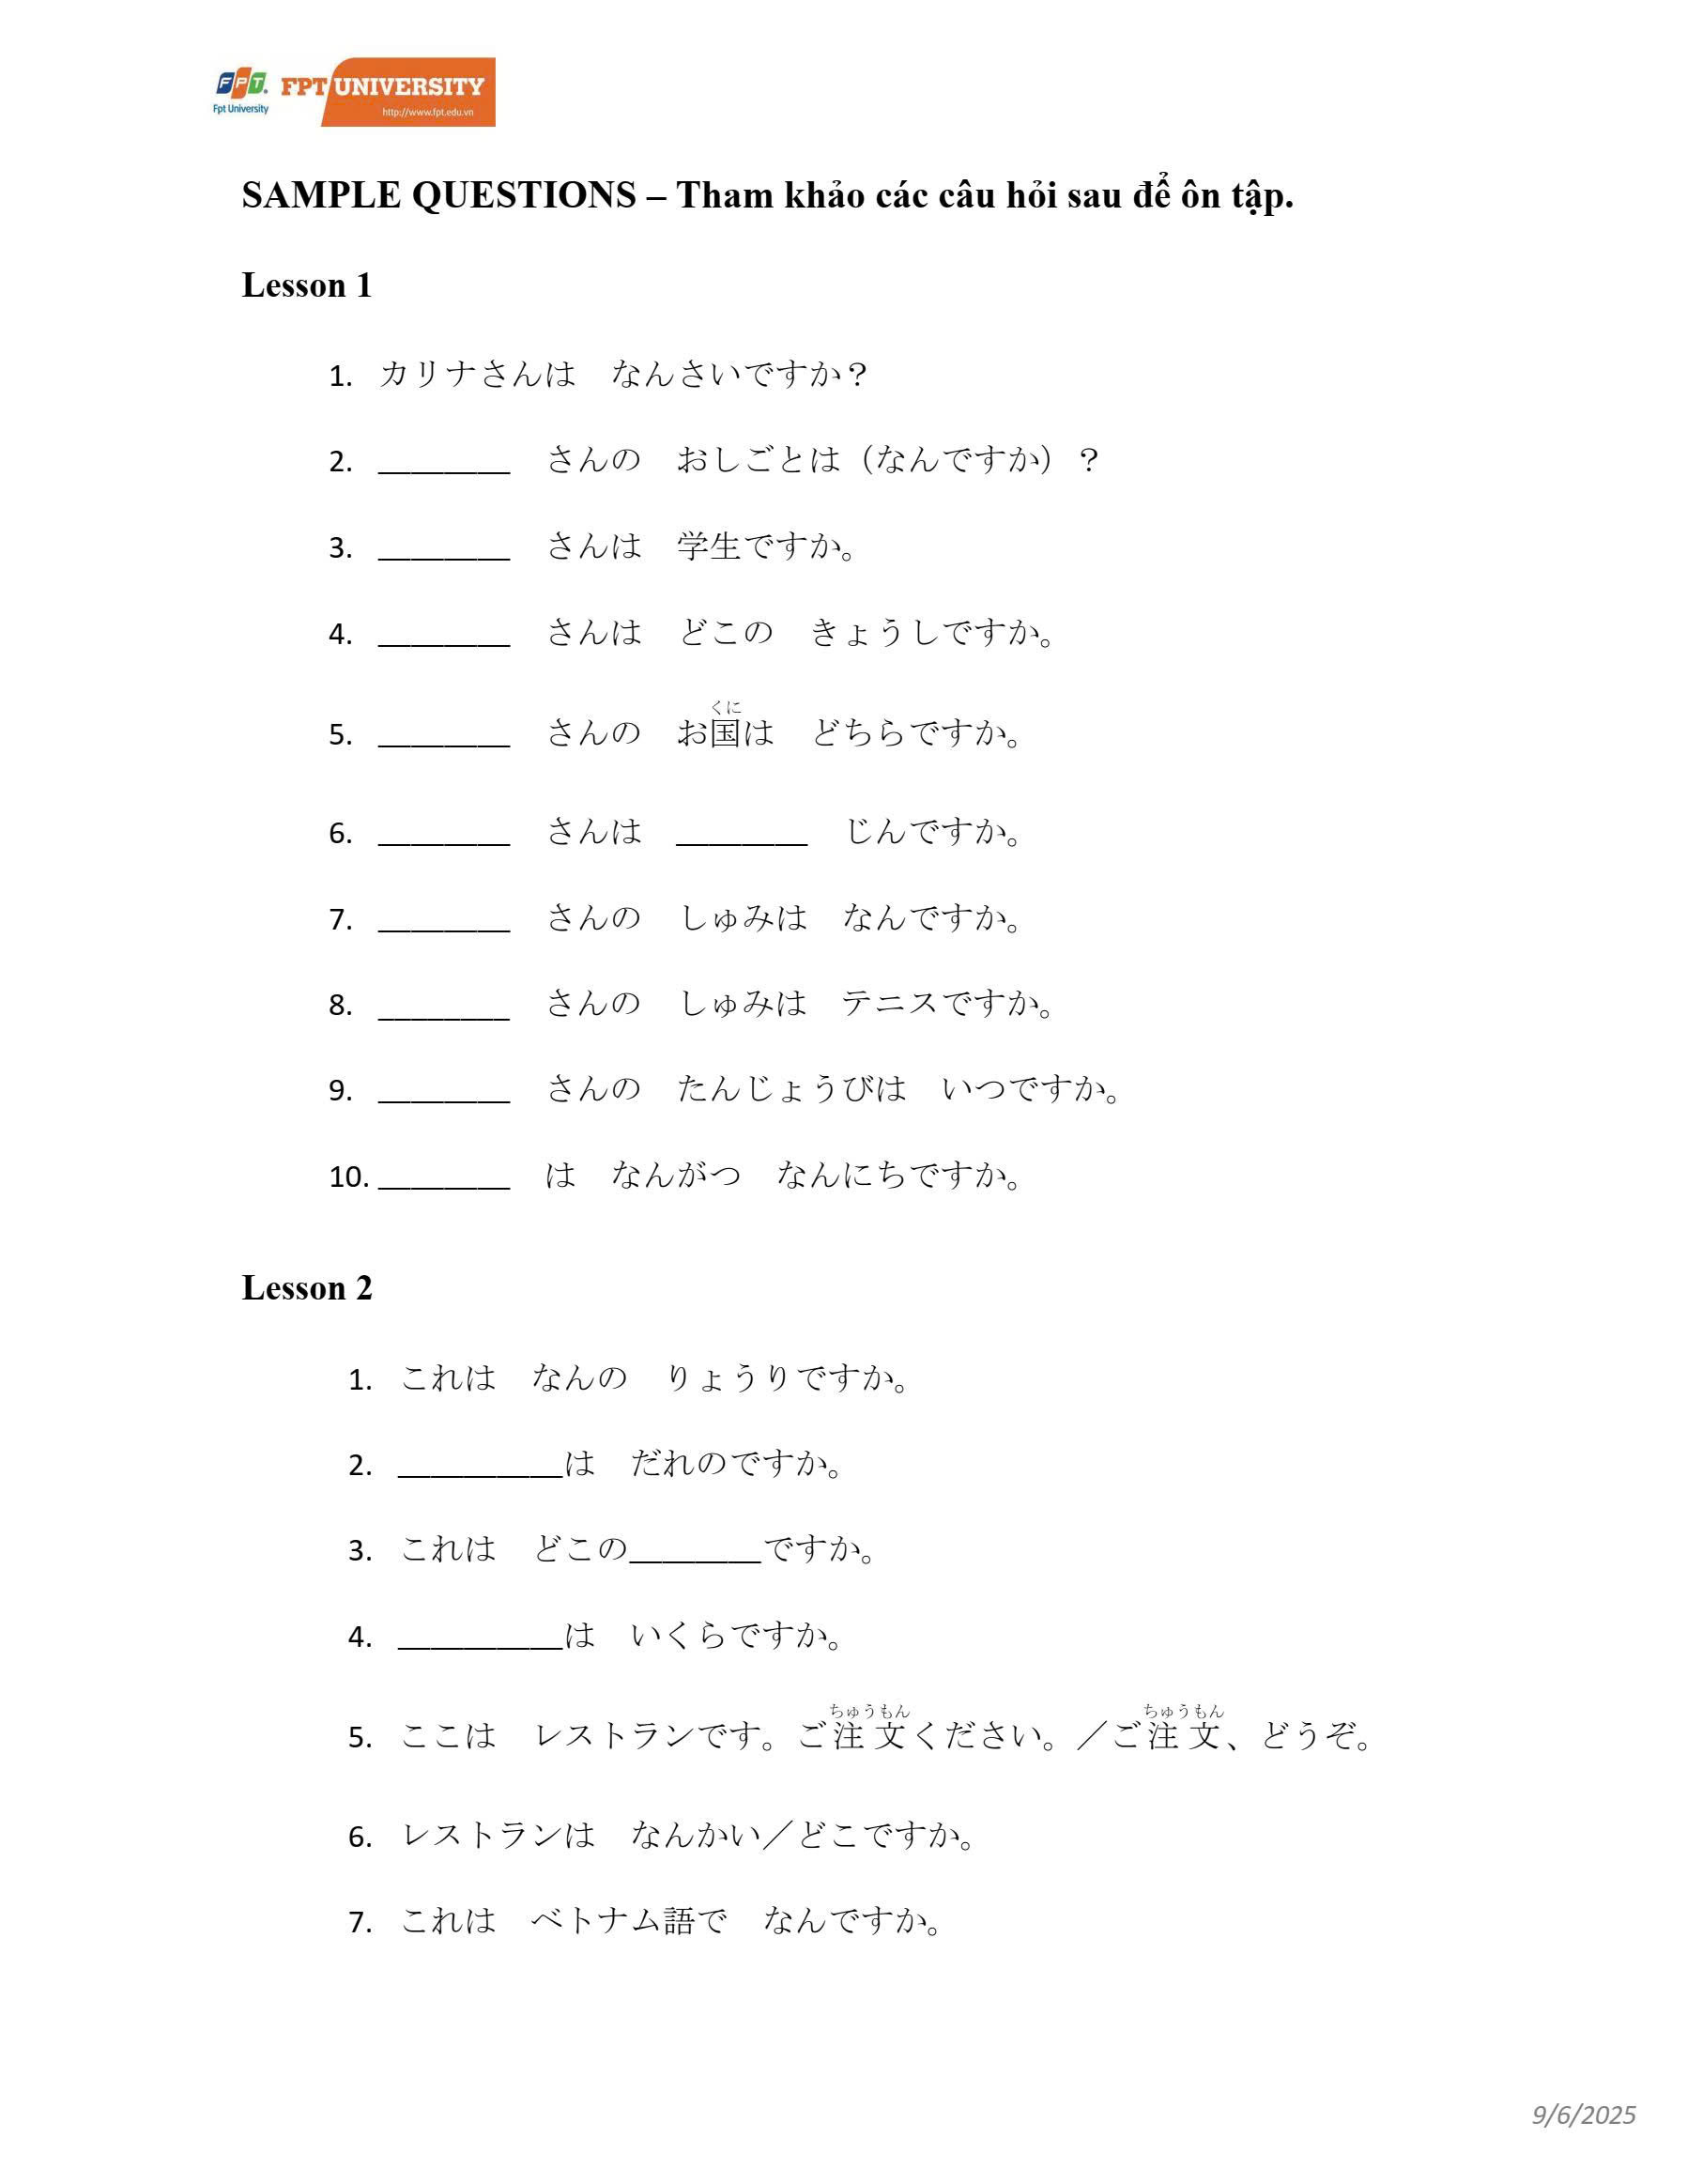 FPT.
Fpt University
FPT UNIVERSITY
http://www.fpt.edu.vn
SAMPLE QUESTIONS – Tham khảo các câu hỏi sau để ôn tập.
Lesson 1
1. カリナさんは　なんさいですか？
2. ________　さんの　おしごとは（なんですか）？
3. ________　さんは　学生ですか。
4. ________　さんは　どこの　きょうしですか。
くに
5. ________　さんの　お国は　どちらですか。
6. ________　さんは　________　じんですか。
7. ________　さんの　しゅみは　なんですか。
8. ________　さんの　しゅみは　テニスですか。
9. ________　さんの　たんじょうびは　いつですか。
10. ________　は　なんがつ　なんにちですか。
Lesson 2
1. これは　なんの　りょうりですか。
2. __________は　だれのですか。
3. これは　どこの________ですか。
4. __________は　いくらですか。
ちゅうもん　ちゅうもん
5. ここは　レストランです。ご注文ください。／ご注文、どうぞ。
6. レストランは　なんかい／どこですか。
7. これは　ベトナム語で　なんですか。
9/6/2025